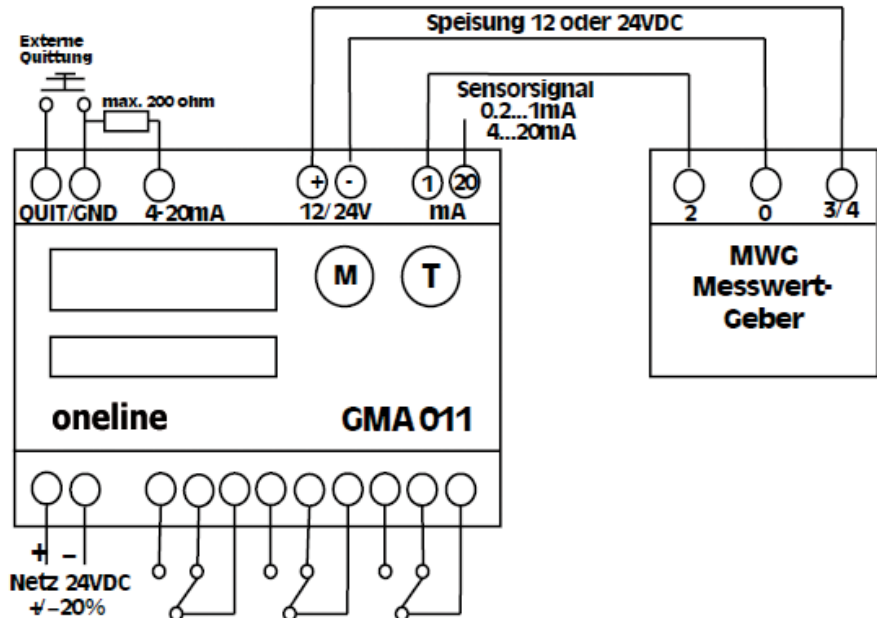 Speisung 12 oder 24VDC
Externe
Quittung
max. 200 ohm
Sensorsignal
0.2...1mA
4...20mA
+ - 1 20
QUIT/GND 4-20mA 12/24V mA
2 0 3/4
M T
MWG
Messwert-
Geber
oneline GMA 011
+ –
Netz 24VDC
+/–20%